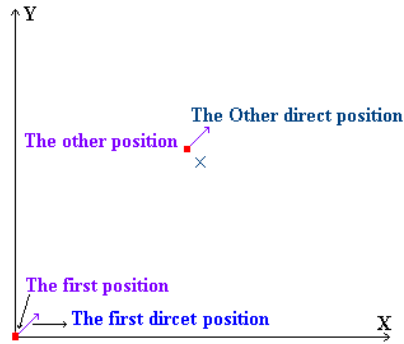 Y
The Other direct position
The other position
The first position
X
The first dircet position